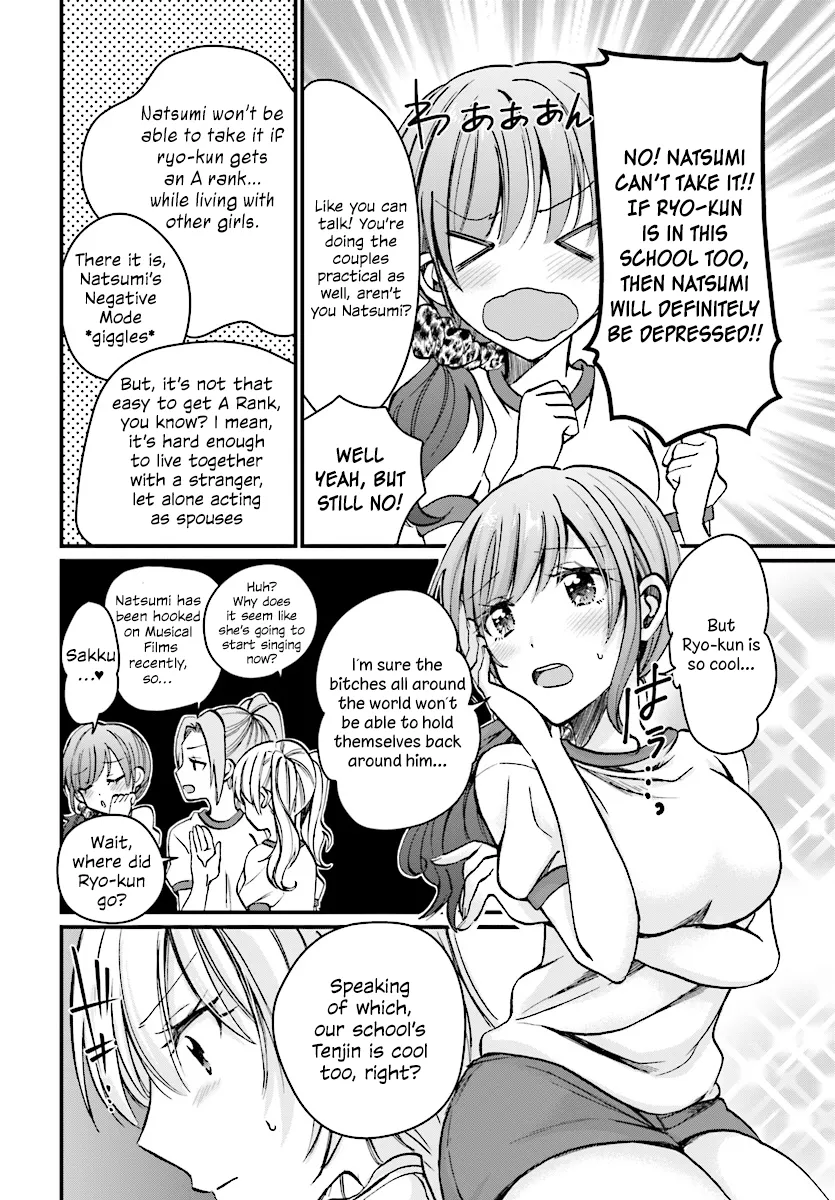 NO! NATSUMI
CAN'T TAKE IT!!
IF RYO-KUN
IS IN THIS
SCHOOL TOO,
THEN NATSUMI
WILL DEFINITELY
BE DEPRESSED!!
わぁぁぁぁん
Like you can
talk! You're
doing the
couples
practical as
well, aren't
you Natsumi?
WELL
YEAH, BUT
STILL NO!
Natsumi won't be
able to take it if
ryo-kun gets
an A rank...
while living with
other girls.
There it is,
Natsumi's
Negative
Mode
*giggles*
But, it's not that
easy to get A Rank,
you know? I mean,
it's hard enough
to live together
with a stranger,
let alone acting
as spouses
But
Ryo-kun is
so cool...
はぅ…
I'm sure the
bitches all around
the world won't
be able to hold
themselves back
around him...
Huh?
Why does
it seem like
she's going to
start singing
now?
Natsumi has
been hooked
on Musical
Films
recently,
so...
Sakku
...♥
Wait,
where did
Ryo-kun
go?
Speaking
of which,
our school's
Tenjin is cool
too, right?